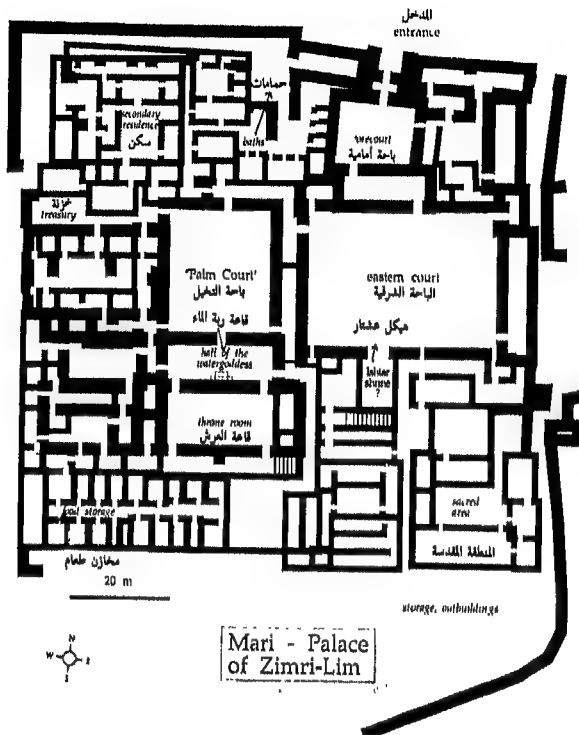 المدخل
entrance
حمامات
baths
secondary
residence
سكن
forecourt
باحة أمامية
خزنة
treasury
'Palm Court'
باحة النخيل
eastern court
الباحة الشرقية
قاعة ربة الماء
hall of the
watergoddess
هيكل عشتار
Ishtar
shrine
?
throne room
قاعة العرش
storage
مخازن طعام
sacred
area
المنطقة المقدسة
20 m
storage, outbuildings
N
W
Mari - Palace
of Zimri-Lim